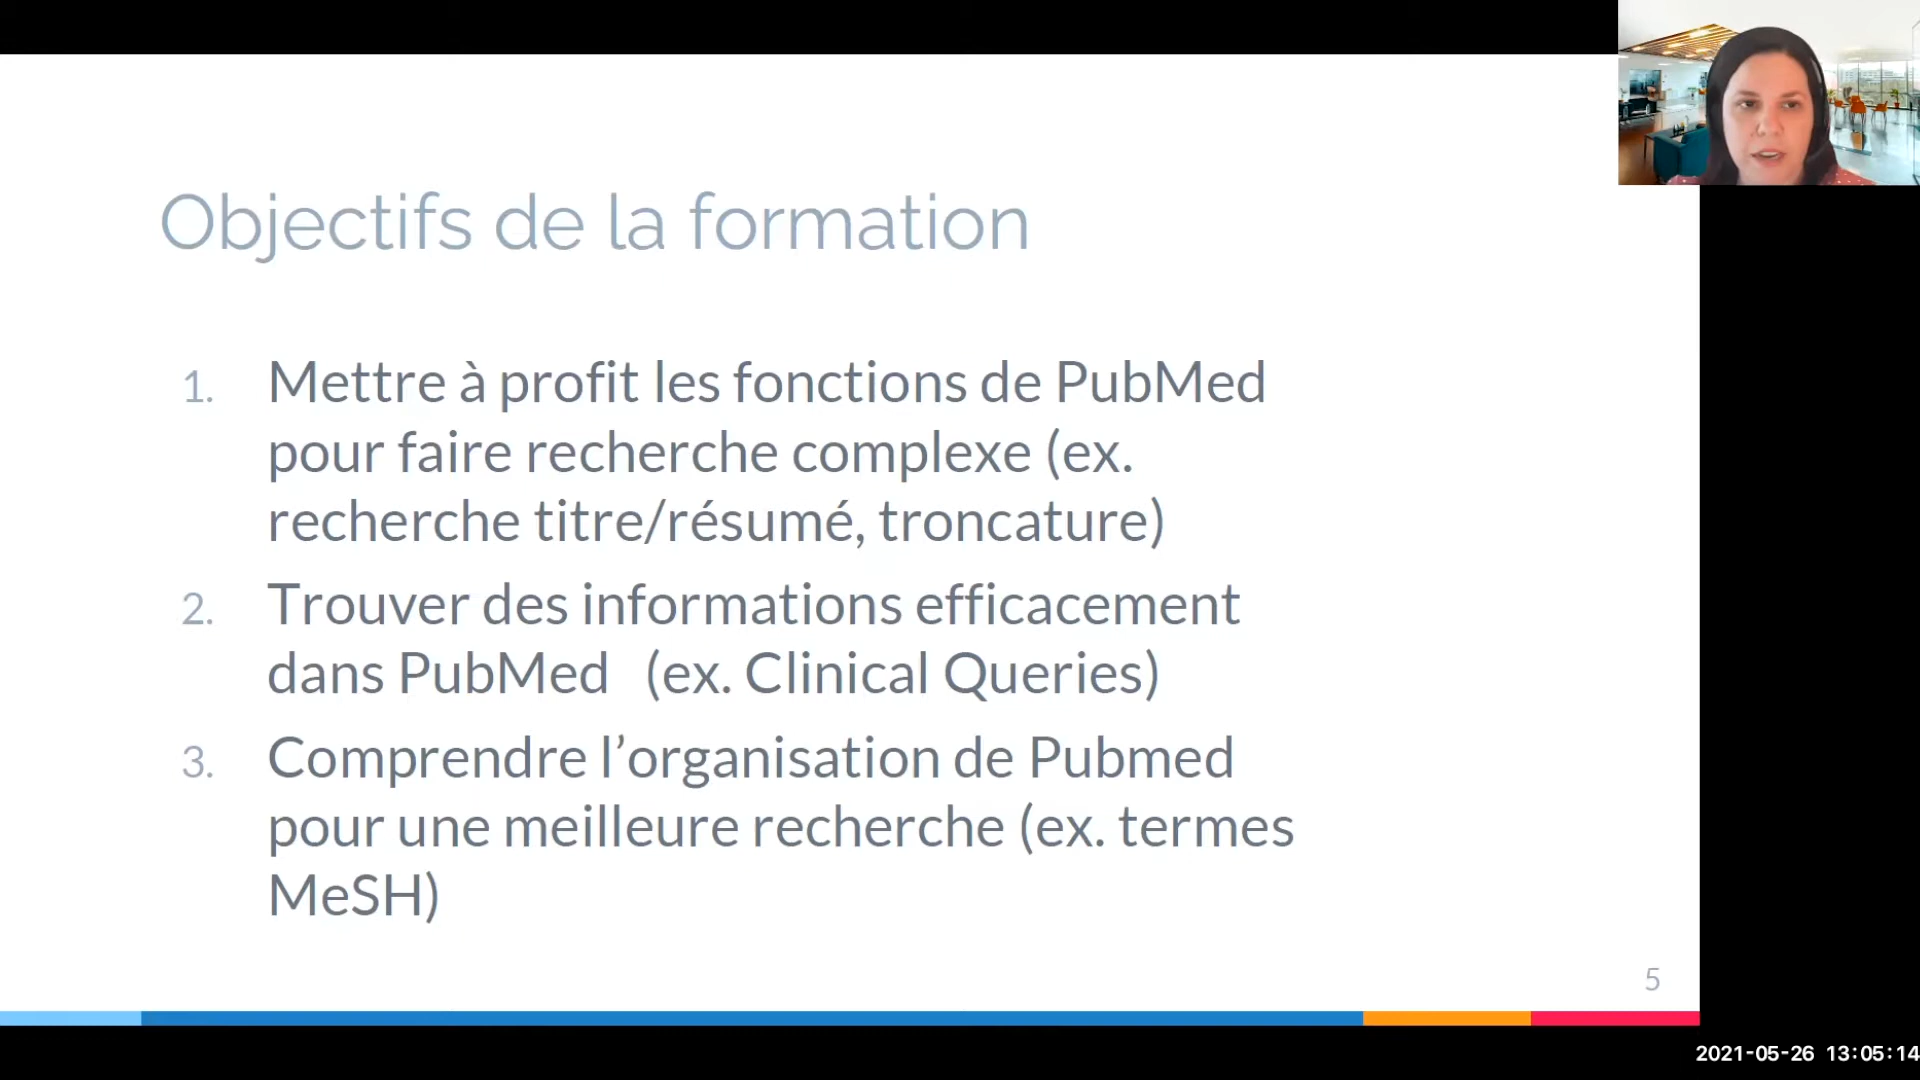 Objectifs de la formation
1. Mettre à profit les fonctions de PubMed
pour faire recherche complexe (ex.
recherche titre/résumé, troncature)
2. Trouver des informations efficacement
dans PubMed (ex. Clinical Queries)
3. Comprendre l’organisation de Pubmed
pour une meilleure recherche (ex. termes
MeSH)
5
2021-05-26 13:05:14